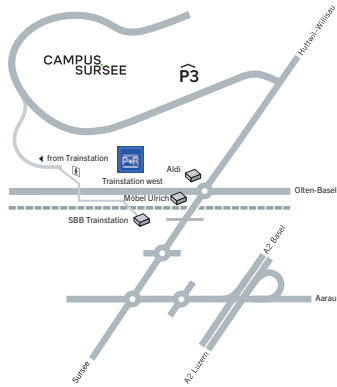 Huttwil–Willisau
CAMPUS
SURSEE
P3
from Trainstation
P+R
Trainstation west
Aldi
Möbel Ulrich
Olten-Basel
SBB Trainstation
A2 Basel
Aarau
Sursee
A2 Luzern